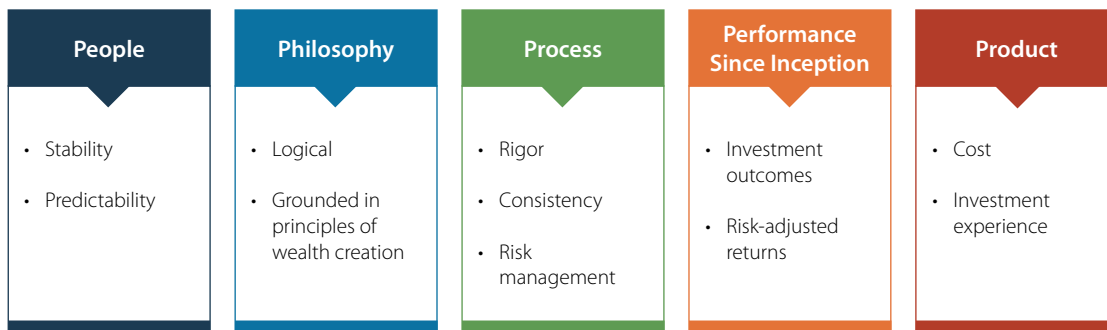 People
• Stability
• Predictability
Philosophy
• Logical
• Grounded in
principles of
wealth creation
Process
• Rigor
• Consistency
• Risk
management
Performance
Since Inception
• Investment
outcomes
• Risk-adjusted
returns
Product
• Cost
• Investment
experience